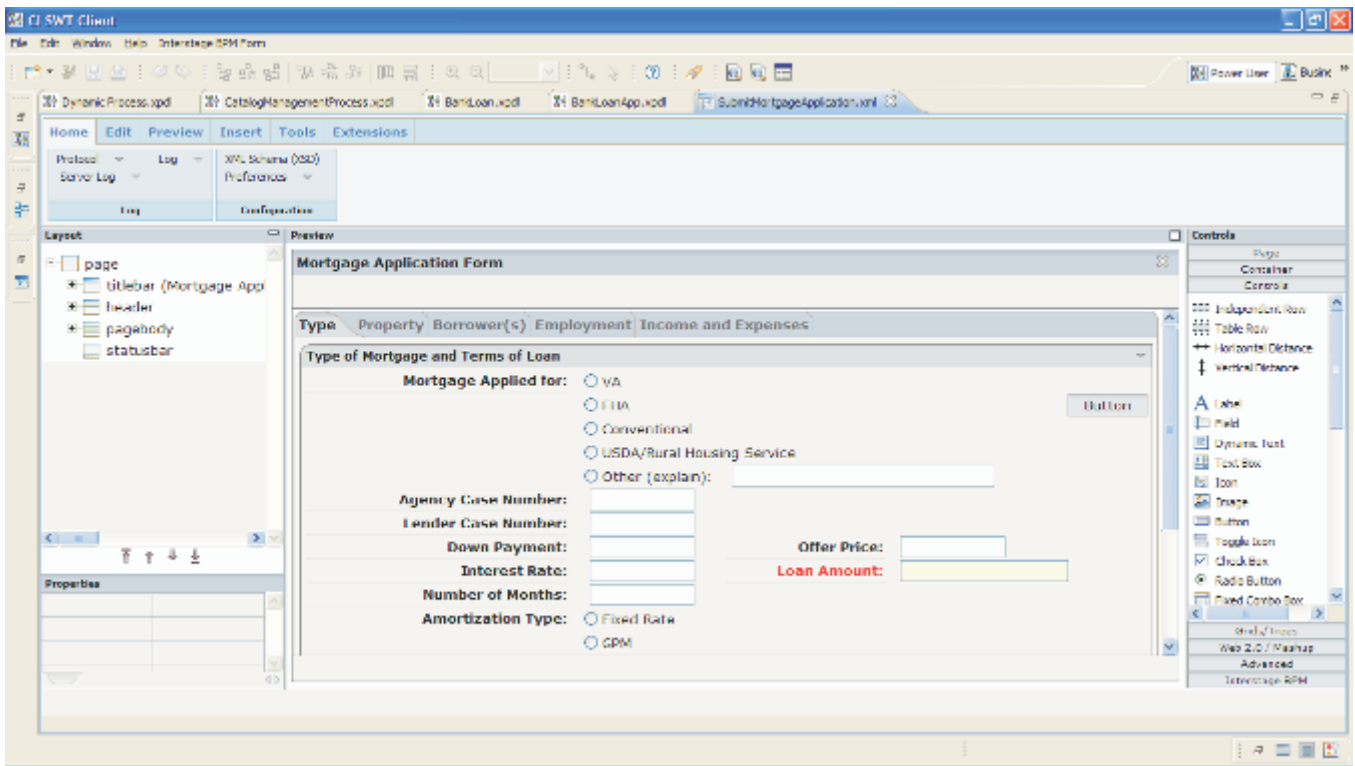 CI SWT Client
File Edit Window Help Interstage BPM Form
Power User Busine
DynamicProcess.xpdl CatalogManagementProcess.xpdl BankLoan.xpdl BankLoanApp.xpdl SubmitMortgageApplication.xml
Home Edit Preview Insert Tools Extensions
Protocol Log XML Schema (XSD)
Server Log Preferences
Log Configuration
Layout Preview Controls
page
titlebar (Mortgage Appl
header
pagebody
statusbar
Properties
Mortgage Application Form
Type Property Borrower(s) Employment Income and Expenses
Type of Mortgage and Terms of Loan
Mortgage Applied for: VA
FHA Button
Conventional
USDA/Rural Housing Service
Other (explain):
Agency Case Number:
Lender Case Number:
Down Payment: Offer Price:
Interest Rate: Loan Amount:
Number of Months:
Amortization Type: Fixed Rate
GPM
Page
Container
Controls
Independent Row
Table Row
Horizontal Distance
Vertical Distance
Label
Field
Dynamic Text
Text Box
Icon
Image
Button
Toggle Icon
Check Box
Radio Button
Fixed Combo Box
Grids/Trees
Web 2.0 / Mashup
Advanced
Interstage BPM